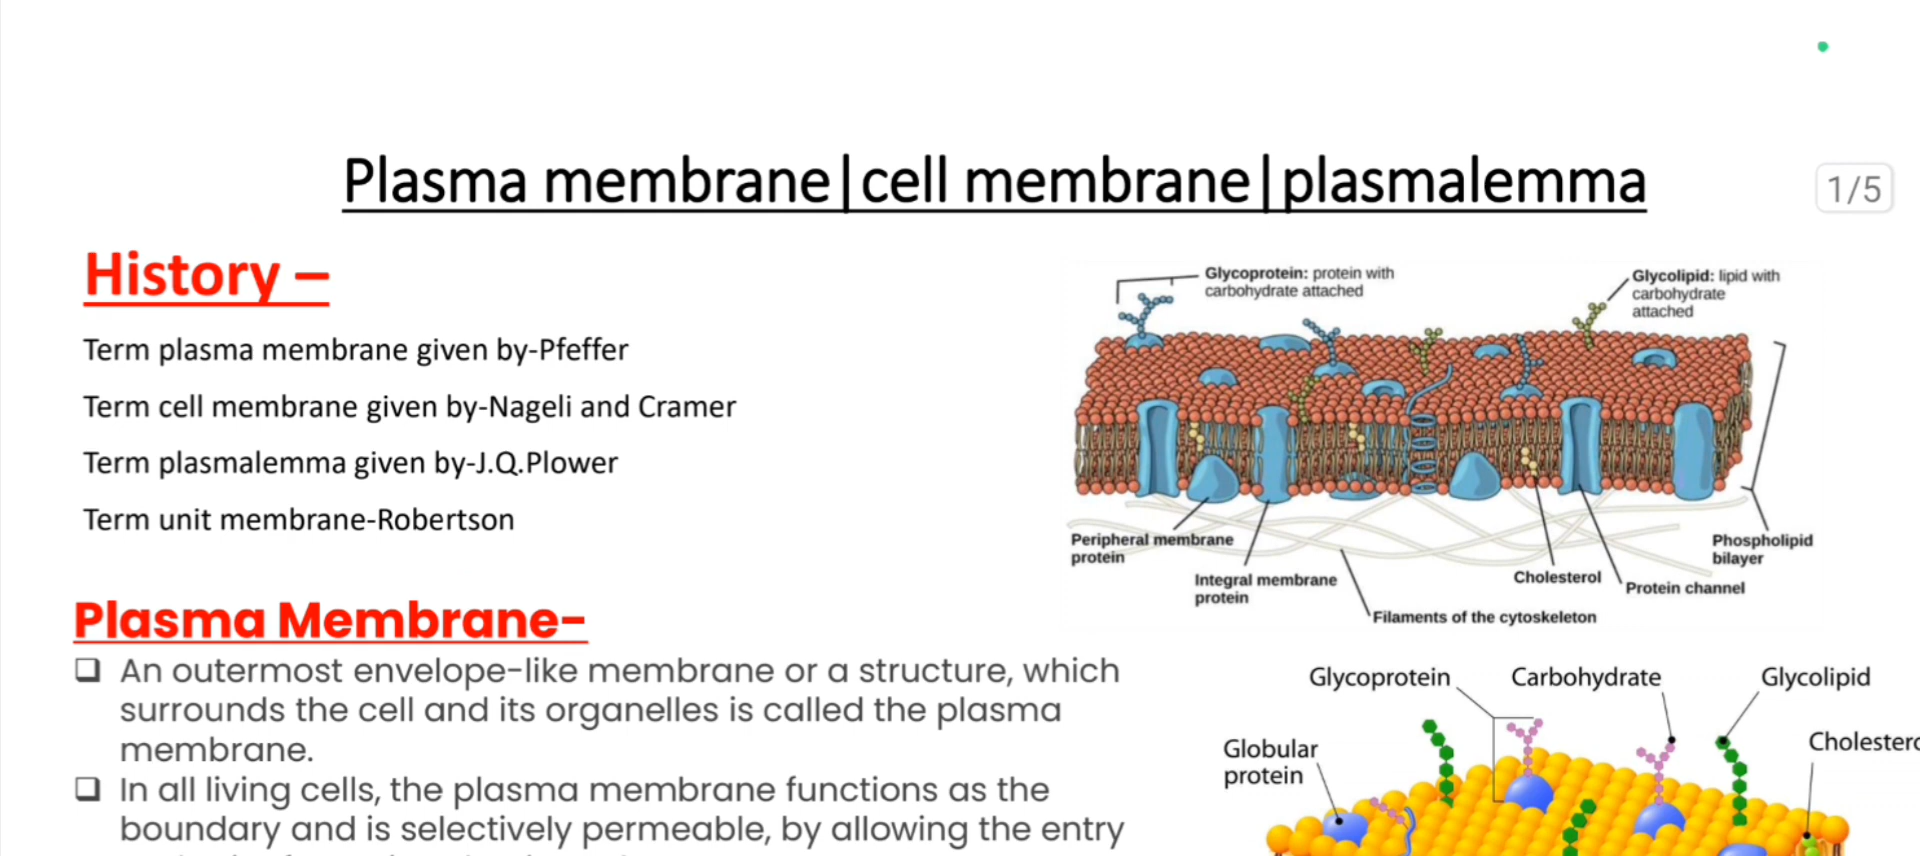 Plasma membrane|cell membrane|plasmalemma
1/5
History –
Term plasma membrane given by-Pfeffer
Term cell membrane given by-Nageli and Cramer
Term plasmalemma given by-J.Q.Plower
Term unit membrane-Robertson
Glycoprotein: protein with
carbohydrate attached
Glycolipid: lipid with
carbohydrate
attached
Peripheral membrane
protein
Integral membrane
protein
Filaments of the cytoskeleton
Cholesterol
Protein channel
Phospholipid
bilayer
Plasma Membrane-
❑ An outermost envelope-like membrane or a structure, which
surrounds the cell and its organelles is called the plasma
membrane.
❑ In all living cells, the plasma membrane functions as the
boundary and is selectively permeable, by allowing the entry
Glycoprotein
Carbohydrate
Glycolipid
Globular
protein
Cholestero